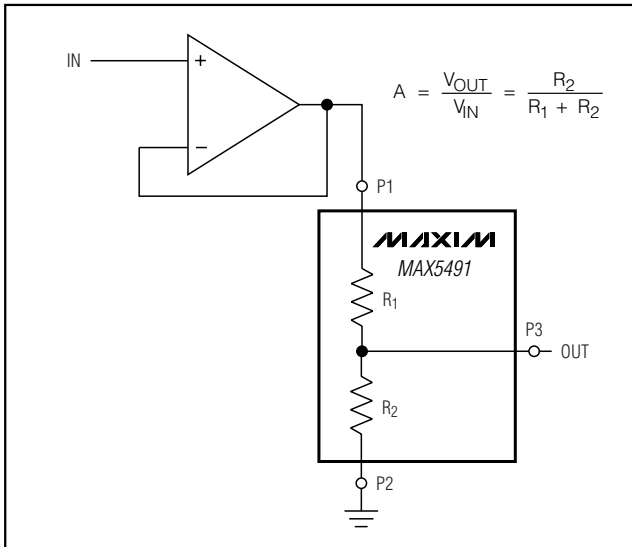 IN
+
−
A = V_OUT / V_IN = R_2 / (R_1 + R_2)
P1
MAXIM
MAX5491
R_1
P3
OUT
R_2
P2